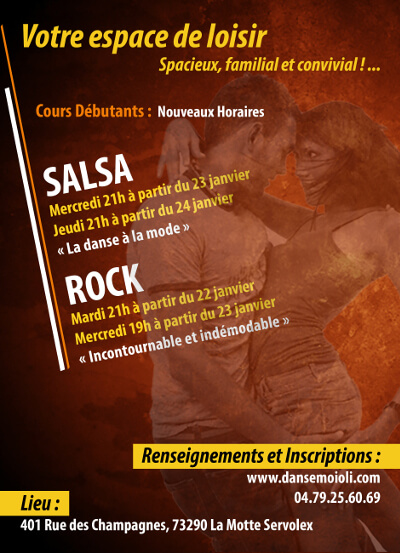 Votre espace de loisir
Spacieux, familial et convivial ! ...
Cours Débutants : Nouveaux Horaires
SALSA
Mercredi 21h à partir du 23 janvier
Jeudi 21h à partir du 24 janvier
« La danse à la mode »
ROCK
Mardi 21h à partir du 22 janvier
Mercredi 19h à partir du 23 janvier
« Incontournable et indémodable »
Renseignements et Inscriptions :
www.dansemoioli.com
04.79.25.60.69
Lieu :
401 Rue des Champagnes, 73290 La Motte Servolex